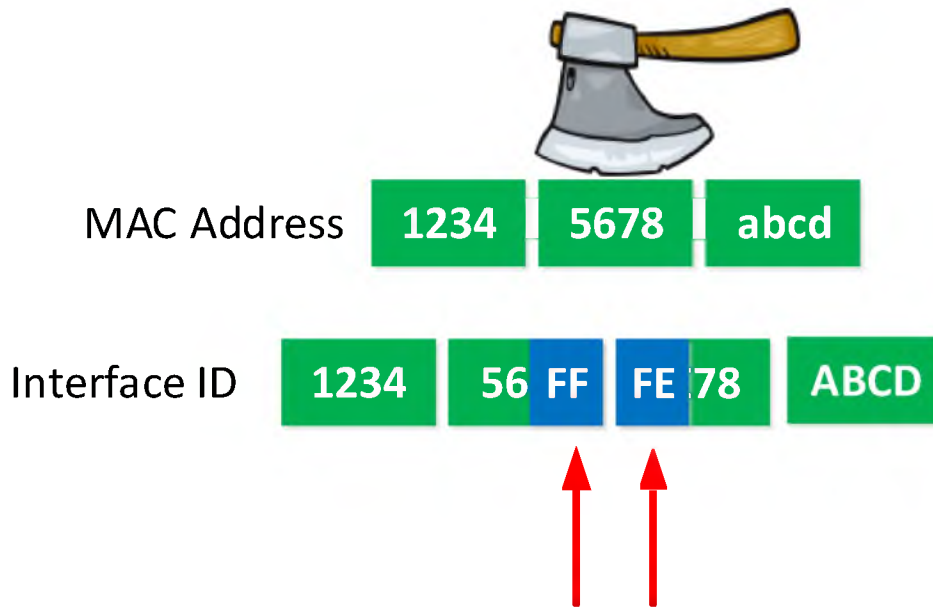 MAC Address 1234 5678 abcd
Interface ID 1234 56 FF FE 78 ABCD